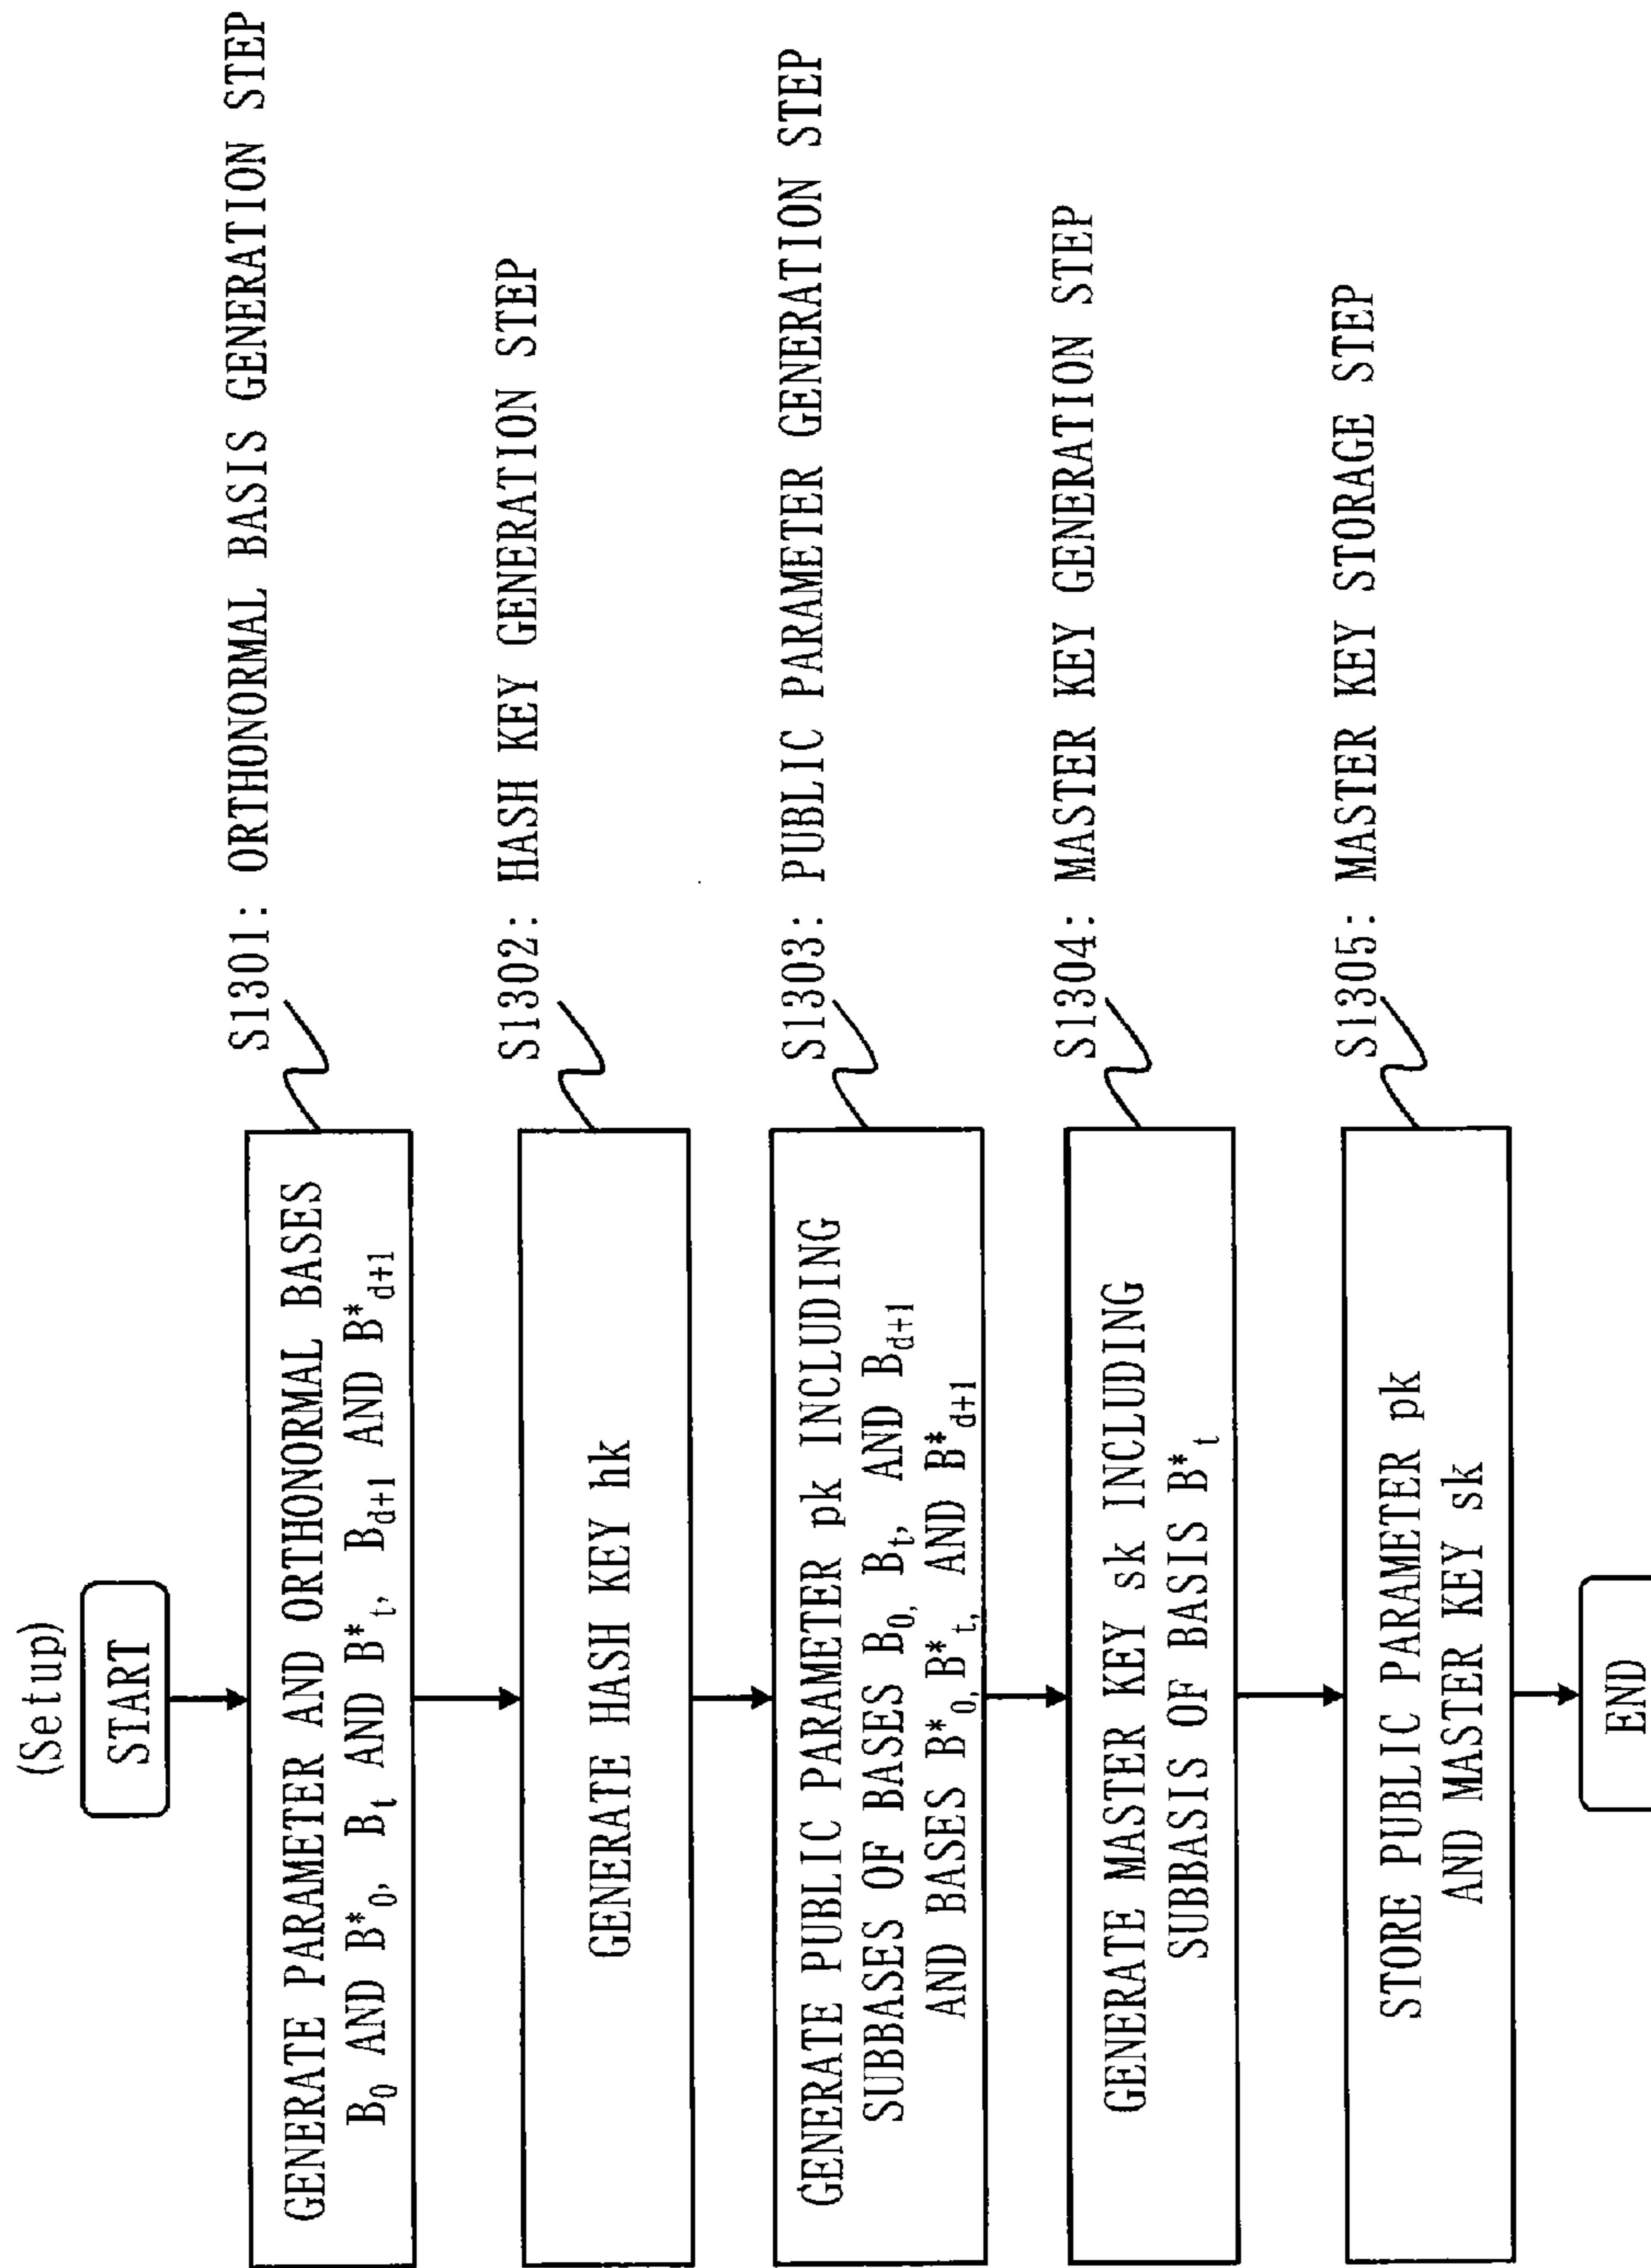 (Setup)
START
GENERATE PARAMETER AND ORTHONORMAL BASES
B₀ AND B*₀, Bₜ AND B*ₜ, B_{d+1} AND B*_{d+1}
S1301: ORTHONORMAL BASIS GENERATION STEP
GENERATE HASH KEY hk
S1302: HASH KEY GENERATION STEP
GENERATE PUBLIC PARAMETER pk INCLUDING
SUBBASES OF BASES B₀, Bₜ, AND B_{d+1}
AND BASES B*₀, B*ₜ, AND B*_{d+1}
S1303: PUBLIC PARAMETER GENERATION STEP
GENERATE MASTER KEY sk INCLUDING
SUBBASIS OF BASIS B*ₜ
S1304: MASTER KEY GENERATION STEP
STORE PUBLIC PARAMETER pk
AND MASTER KEY sk
S1305: MASTER KEY STORAGE STEP
END